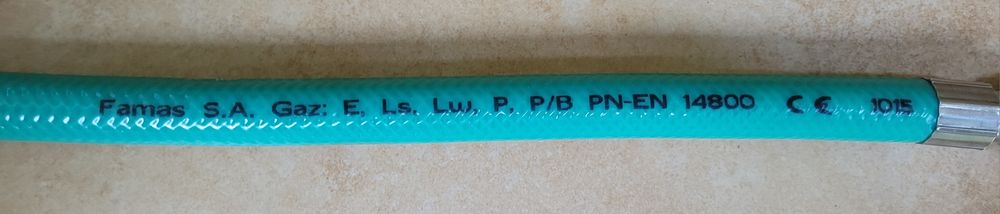 Famas S.A. Gaz: E, Ls, Lw, P, P/B PN-EN 14800 CE 1015